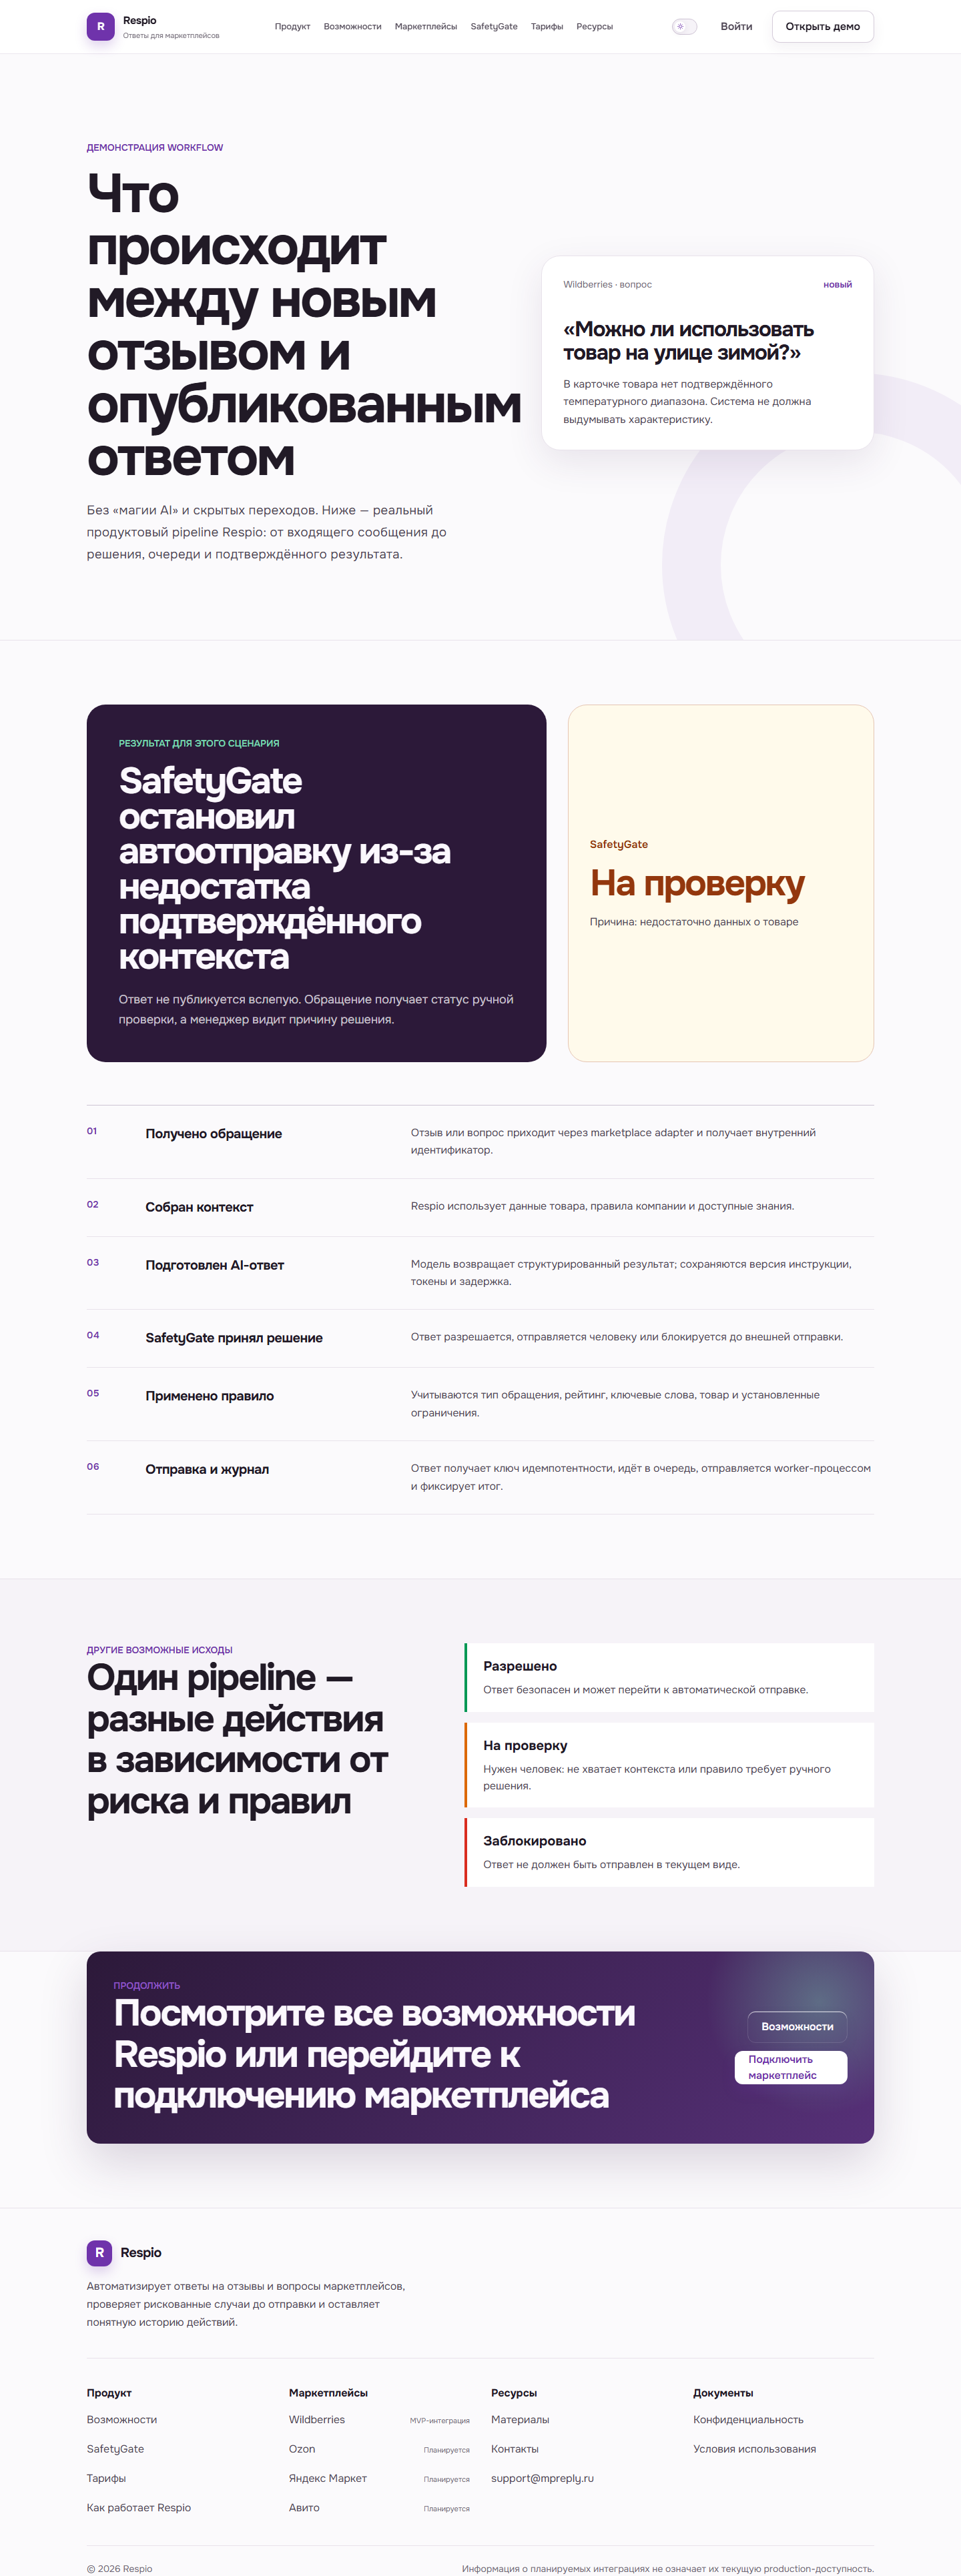 R
Respio
Ответы для маркетплейсов
Продукт
Возможности
Маркетплейсы
SafetyGate
Тарифы
Ресурсы
Войти
Открыть демо
ДЕМОНСТРАЦИЯ WORKFLOW
Что
происходит
между новым
отзывом и
опубликованным
ответом
Без «магии AI» и скрытых переходов. Ниже — реальный
продуктовый pipeline Respio: от входящего сообщения до
решения, очереди и подтверждённого результата.
Wildberries · вопрос
новый
«Можно ли использовать
товар на улице зимой?»
В карточке товара нет подтверждённого
температурного диапазона. Система не должна
выдумывать характеристику.
РЕЗУЛЬТАТ ДЛЯ ЭТОГО СЦЕНАРИЯ
SafetyGate
остановил
автоотправку из-за
недостатка
подтверждённого
контекста
Ответ не публикуется вслепую. Обращение получает статус ручной
проверки, а менеджер видит причину решения.
SafetyGate
На проверку
Причина: недостаточно данных о товаре
01
Получено обращение
Отзыв или вопрос приходит через marketplace adapter и получает внутренний
идентификатор.
02
Собран контекст
Respio использует данные товара, правила компании и доступные знания.
03
Подготовлен AI-ответ
Модель возвращает структурированный результат; сохраняются версия инструкции,
токены и задержка.
04
SafetyGate принял решение
Ответ разрешается, отправляется человеку или блокируется до внешней отправки.
05
Применено правило
Учитываются тип обращения, рейтинг, ключевые слова, товар и установленные
ограничения.
06
Отправка и журнал
Ответ получает ключ идемпотентности, идёт в очередь, отправляется worker-процессом
и фиксирует итог.
ДРУГИЕ ВОЗМОЖНЫЕ ИСХОДЫ
Один pipeline —
разные действия
в зависимости от
риска и правил
Разрешено
Ответ безопасен и может перейти к автоматической отправке.
На проверку
Нужен человек: не хватает контекста или правило требует ручного
решения.
Заблокировано
Ответ не должен быть отправлен в текущем виде.
ПРОДОЛЖИТЬ
Посмотрите все возможности
Respio или перейдите к
подключению маркетплейса
Возможности
Подключить
маркетплейс
R
Respio
Автоматизирует ответы на отзывы и вопросы маркетплейсов,
проверяет рискованные случаи до отправки и оставляет
понятную историю действий.
Продукт
Возможности
SafetyGate
Тарифы
Как работает Respio
Маркетплейсы
Wildberries
MVP-интеграция
Ozon
Планируется
Яндекс Маркет
Планируется
Авито
Планируется
Ресурсы
Материалы
Контакты
support@mpreply.ru
Документы
Конфиденциальность
Условия использования
© 2026 Respio
Информация о планируемых интеграциях не означает их текущую production-доступность.